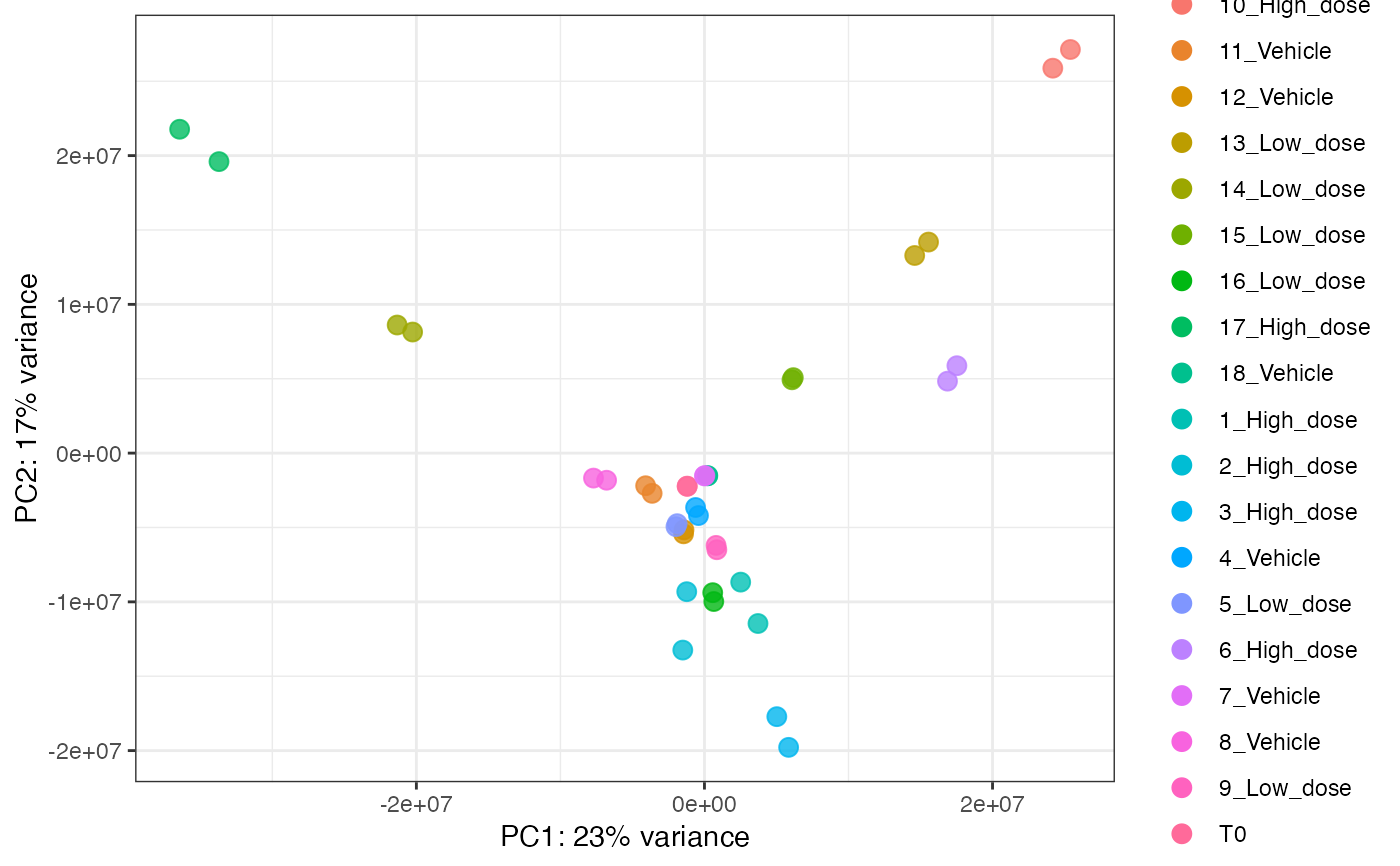 10_High_dose
11_Vehicle
12_Vehicle
13_Low_dose
14_Low_dose
15_Low_dose
16_Low_dose
17_High_dose
18_Vehicle
1_High_dose
2_High_dose
3_High_dose
4_Vehicle
5_Low_dose
6_High_dose
7_Vehicle
8_Vehicle
9_Low_dose
T0
PC2: 17% variance
2e+07
1e+07
0e+00
-1e+07
-2e+07
-2e+07
0e+00
2e+07
PC1: 23% variance